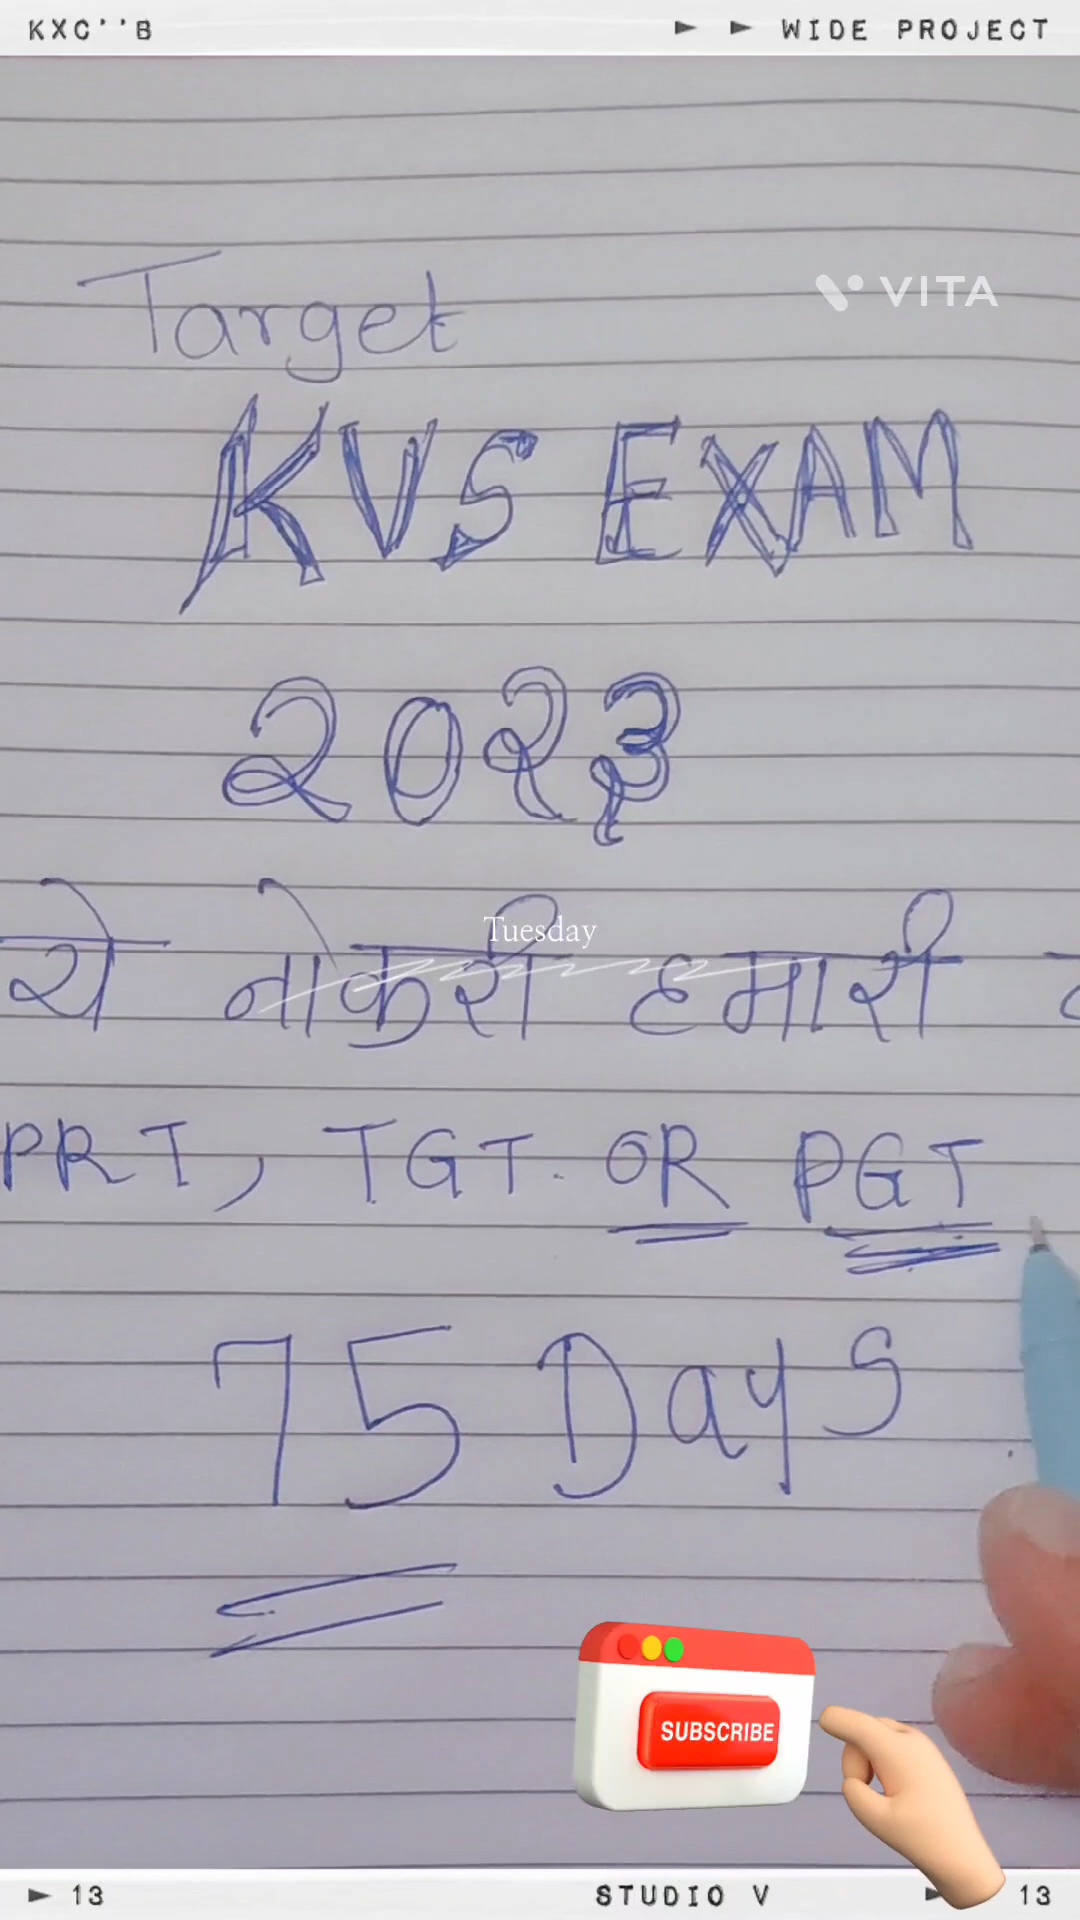 KXC''B ► ► WIDE PROJECT
VITA
Target
KVS EXAM
२०२३
ये नोकरी हमारी
Tuesday
PRT, TGT. OR PGT
75 Days
SUBSCRIBE
► 13 STUDIO V ► 13